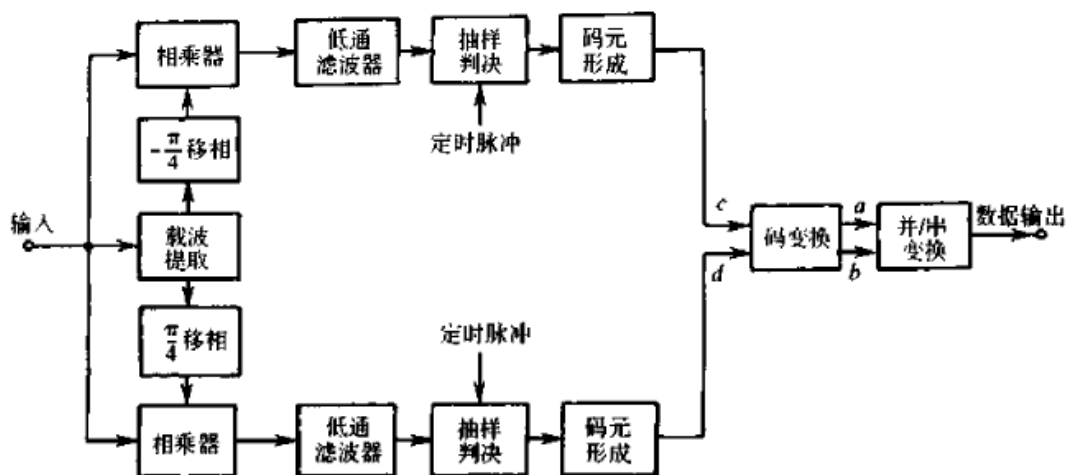 相乘器
低通
滤波器
抽样
判决
码元
形成
定时脉冲
-π/4 移相
输入
载波
提取
c
d
码变换
a
b
并/串
变换
数据输出
π/4 移相
定时脉冲
相乘器
低通
滤波器
抽样
判决
码元
形成